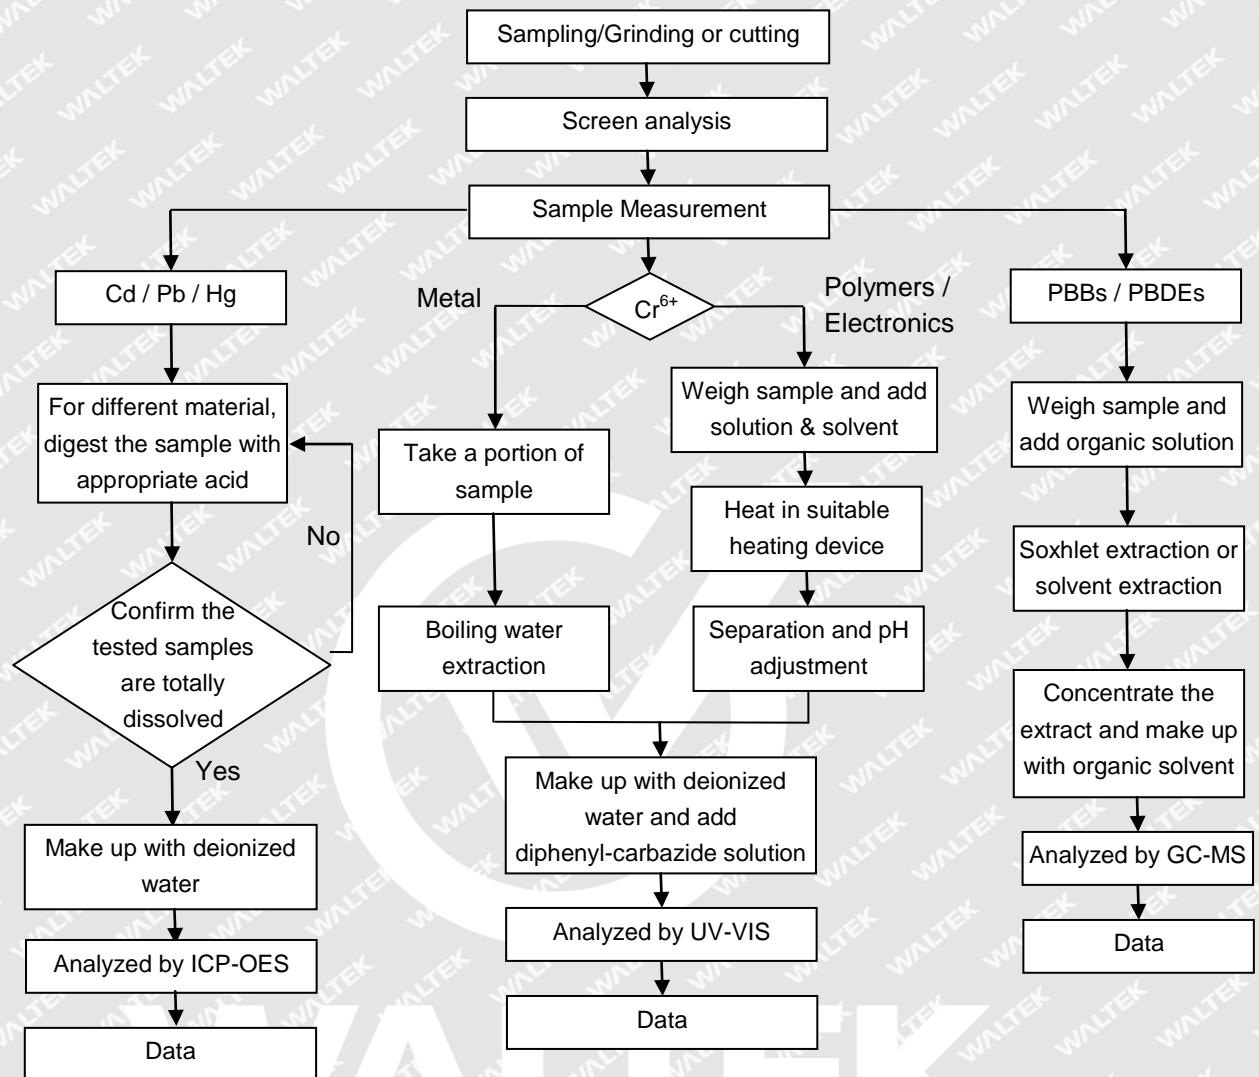 Sampling/Grinding or cutting
Screen analysis
Sample Measurement
Cd / Pb / Hg
For different material,
digest the sample with
appropriate acid
No
Confirm the
tested samples
are totally
dissolved
Yes
Make up with deionized
water
Analyzed by ICP-OES
Data
Metal
Cr⁶⁺
Polymers /
Electronics
Take a portion of
sample
Boiling water
extraction
Weigh sample and add
solution & solvent
Heat in suitable
heating device
Separation and pH
adjustment
Make up with deionized
water and add
diphenyl-carbazide solution
Analyzed by UV-VIS
Data
PBBs / PBDEs
Weigh sample and
add organic solution
Soxhlet extraction or
solvent extraction
Concentrate the
extract and make up
with organic solvent
Analyzed by GC-MS
Data
WALTEK